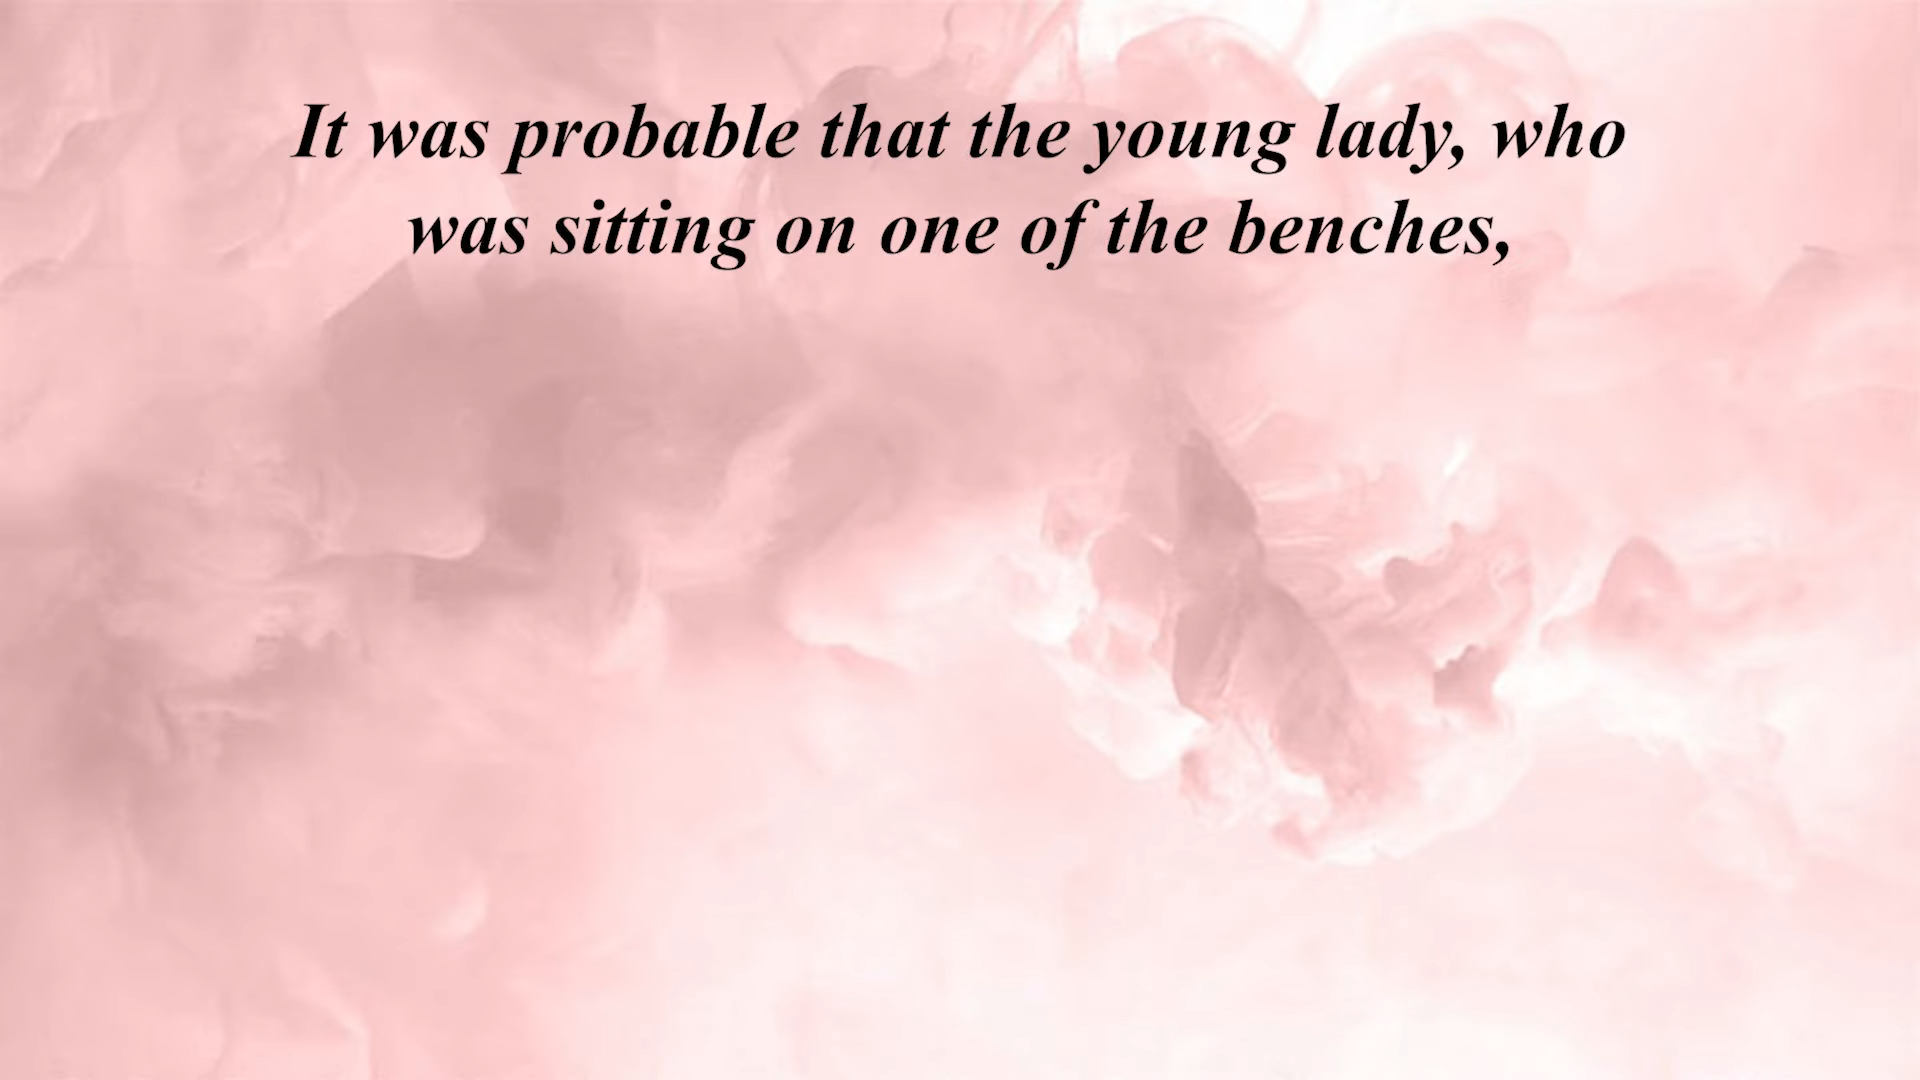 It was probable that the young lady, who
was sitting on one of the benches,